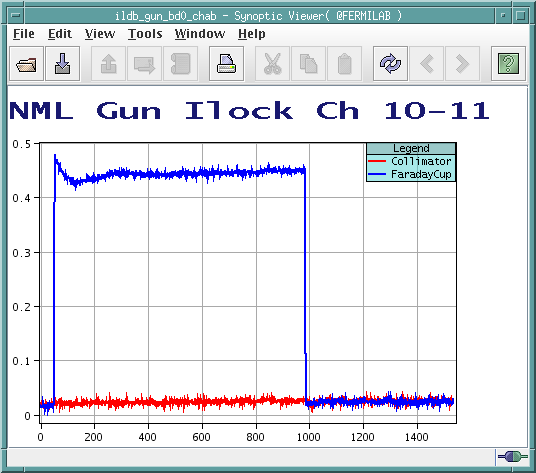 ildb_gun_bd0_chab - Synoptic Viewer( @FERMILAB )
File Edit View Tools Window Help
NML Gun Ilock Ch 10-11
Legend
Collimator
FaradayCup
0.5
0.4
0.3
0.2
0.1
0
0 200 400 600 800 1000 1200 1400